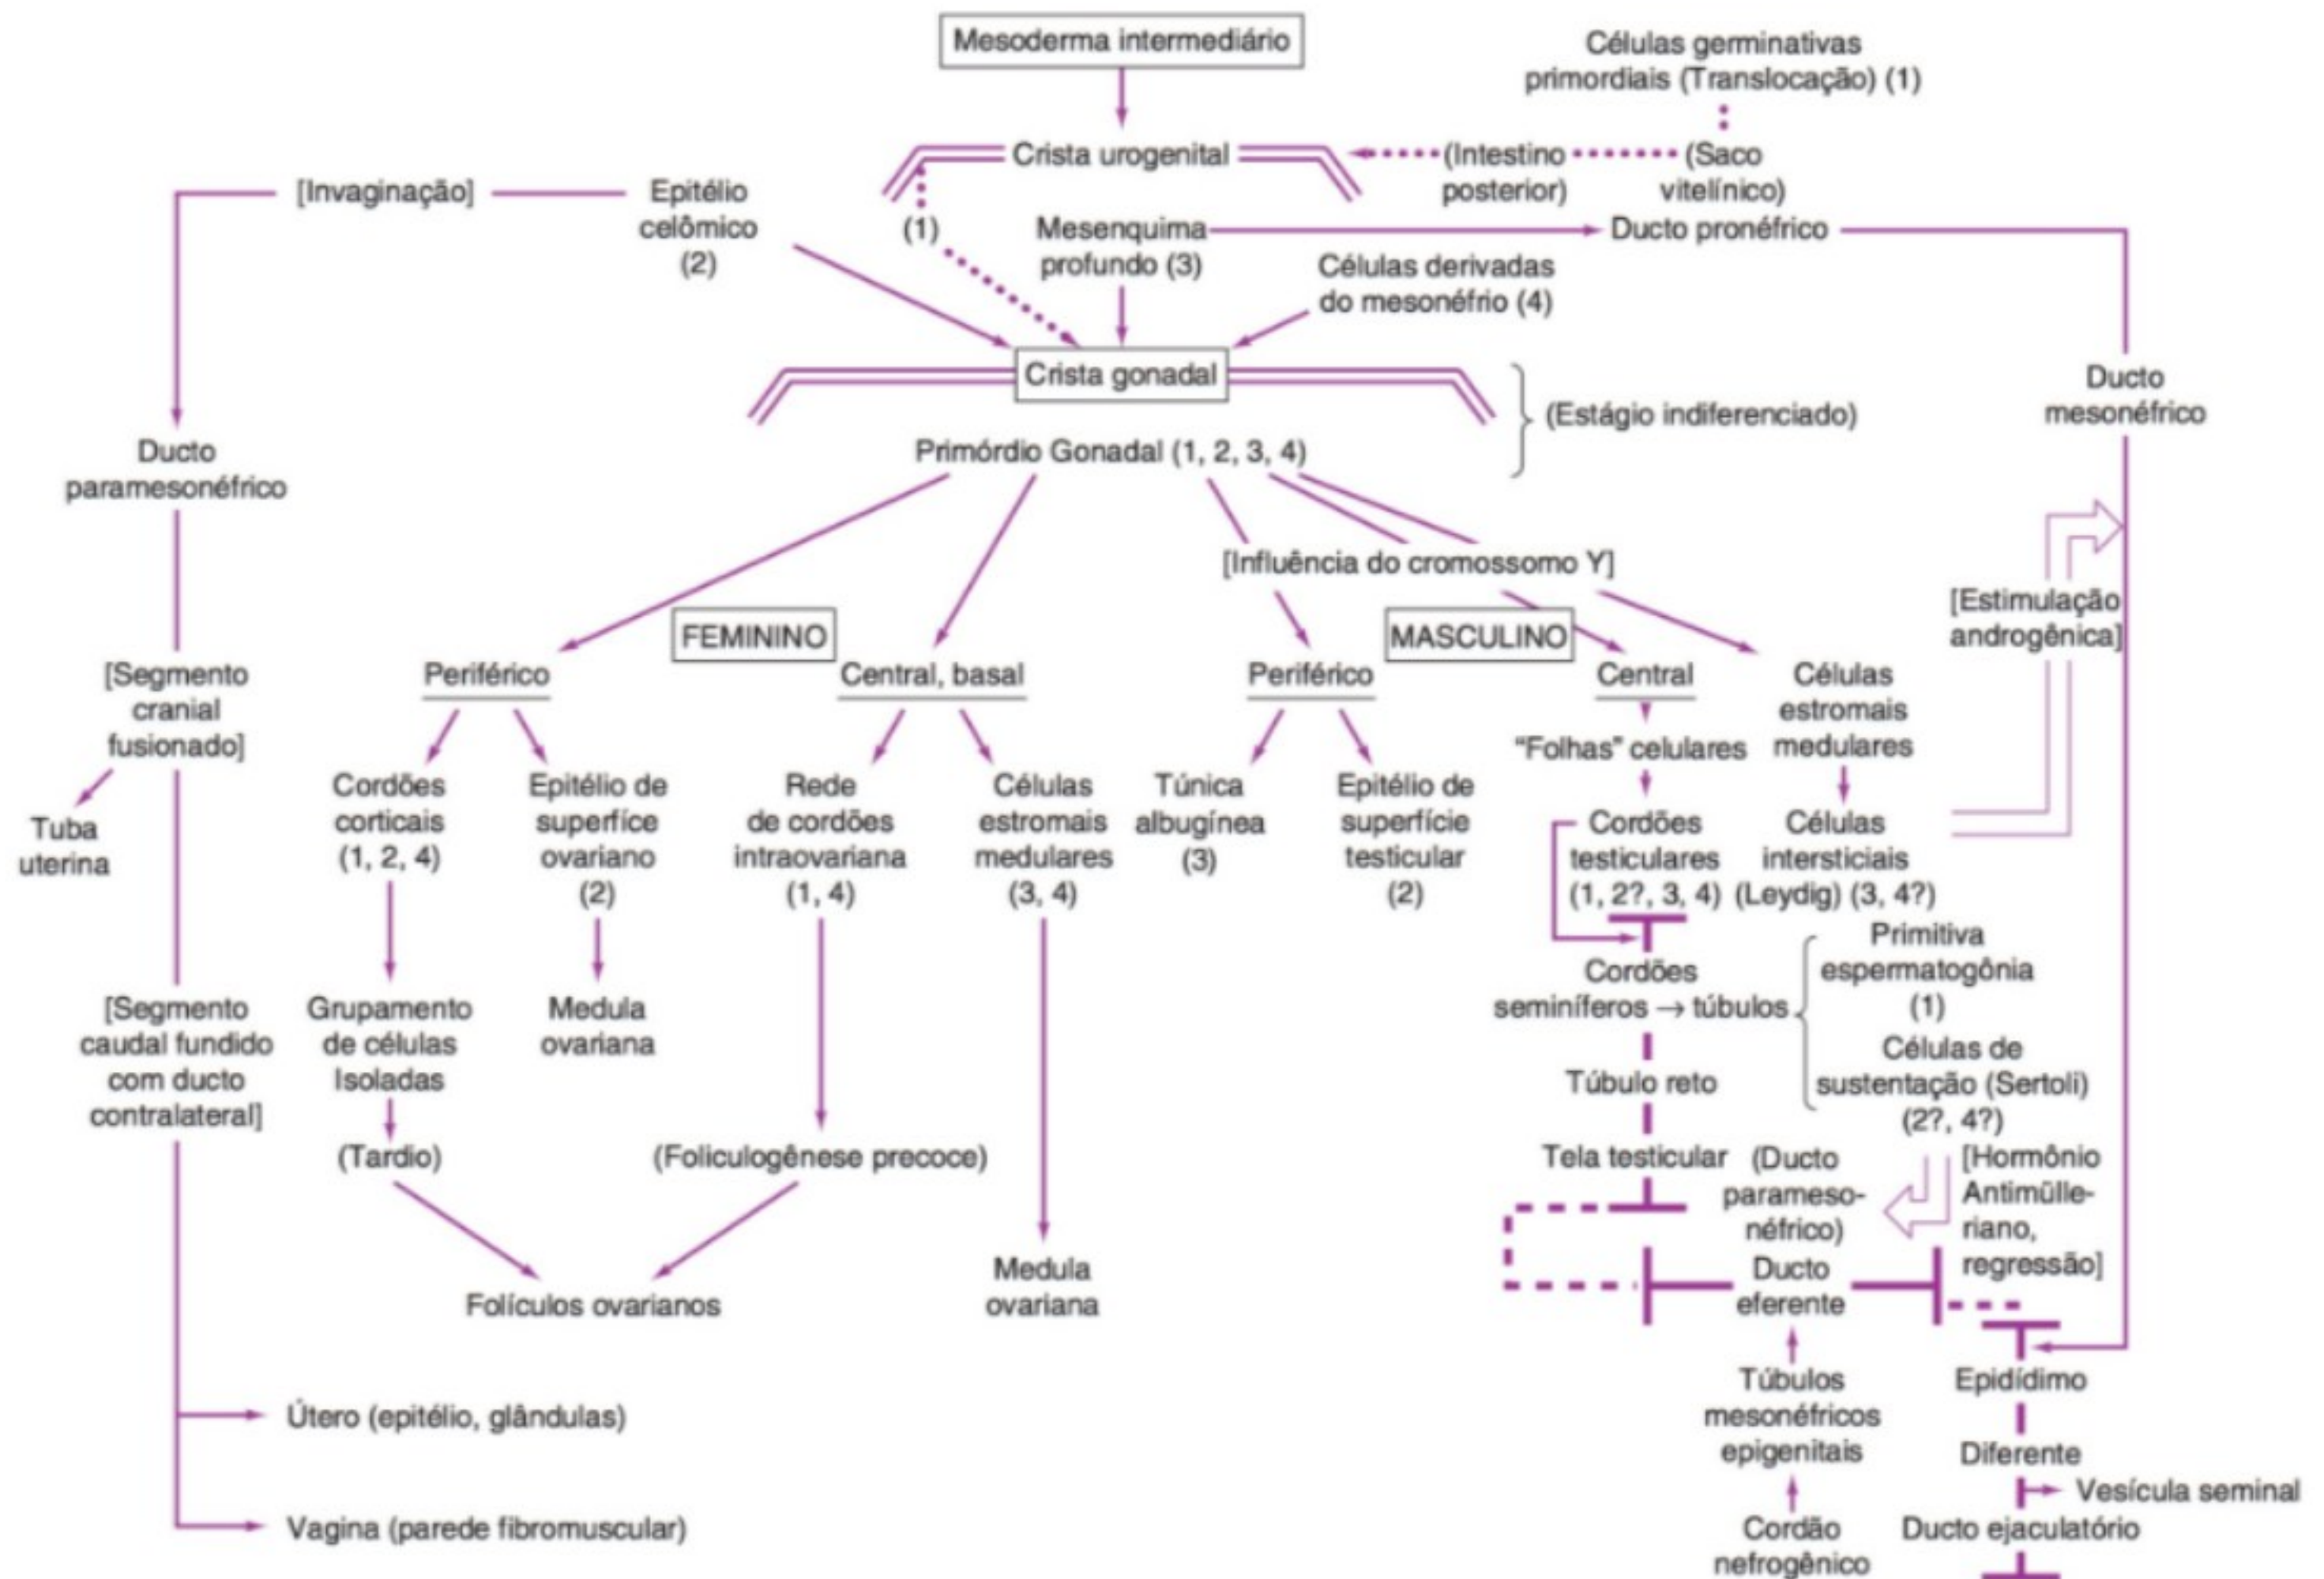 Mesoderma intermediário
Células germinativas
primordiais (Translocação) (1)
Crista urogenital
(Intestino
posterior)
(Saco
vitelínico)
[Invaginação]
Epitélio
celômico
(2)
(1)
Mesenquima
profundo (3)
Ducto pronéfrico
Células derivadas
do mesonéfrio (4)
Crista gonadal
(Estágio indiferenciado)
Ducto
mesonéfrico
Primórdio Gonadal (1, 2, 3, 4)
Ducto
paramesonéfrico
[Influência do cromossomo Y]
[Estimulação
androgênica]
FEMININO
MASCULINO
[Segmento
cranial
fusionado]
Tuba
uterina
Periférico
Central, basal
Periférico
Central
Células
estromais
medulares
"Folhas" celulares
Cordões
corticais
(1, 2, 4)
Epitélio de
superfíce
ovariano
(2)
Rede
de cordões
intraovariana
(1, 4)
Células
estromais
medulares
(3, 4)
Túnica
albugínea
(3)
Epitélio de
superfície
testicular
(2)
Cordões
testiculares
(1, 2?, 3, 4)
Células
intersticiais
(Leydig) (3, 4?)
[Segmento
caudal fundido
com ducto
contralateral]
Grupamento
de células
Isoladas
Medula
ovariana
Cordões
seminíferos → túbulos
Primitiva
espermatogônia
(1)
Células de
sustentação (Sertoli)
(2?, 4?)
Túbulo reto
(Tardio)
(Foliculogênese precoce)
Tela testicular
(Ducto
parameso-
néfrico)
[Hormônio
Antimülle-
riano,
regressão]
Folículos ovarianos
Medula
ovariana
Ducto
eferente
Túbulos
mesonéfricos
epigenitais
Epidídimo
Útero (epitélio, glândulas)
Diferente
Vesícula seminal
Vagina (parede fibromuscular)
Cordão
nefrogênico
Ducto ejaculatório